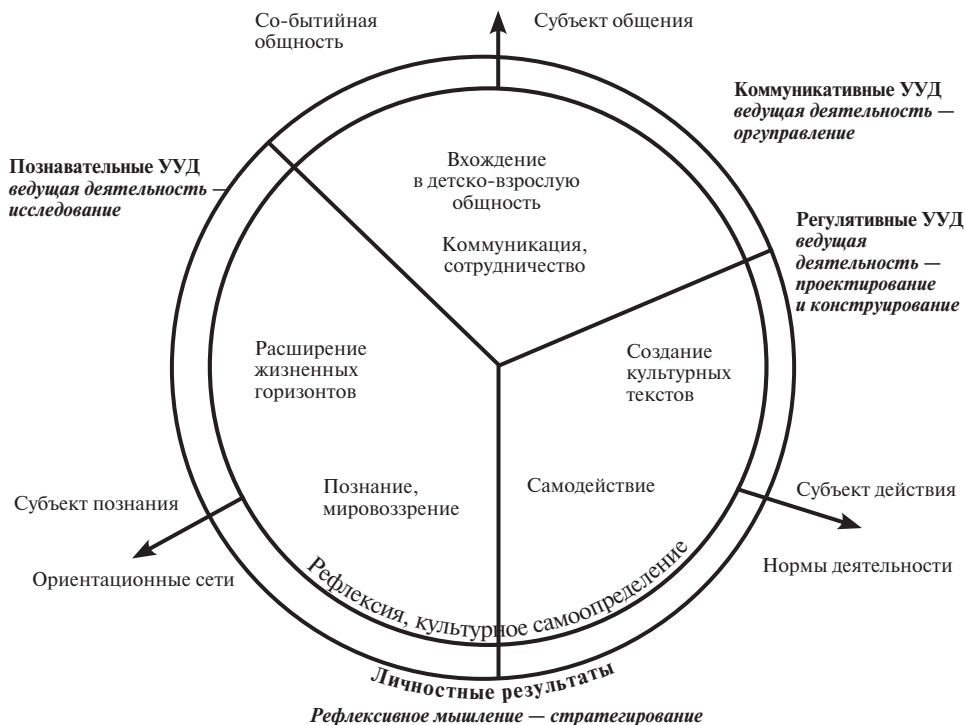 Со-бытийная
общность
Субъект общения
Коммуникативные УУД
ведущая деятельность —
оргуправление
Познавательные УУД
ведущая деятельность —
исследование
Вхождение
в детско-взрослую
общность
Коммуникация,
сотрудничество
Регулятивные УУД
ведущая
деятельность —
проектирование
и конструирование
Расширение
жизненных
горизонтов
Создание
культурных
текстов
Познание,
мировоззрение
Самодействие
Субъект познания
Ориентационные сети
Субъект действия
Нормы деятельности
Рефлексия, культурное самоопределение
Личностные результаты
Рефлексивное мышление — стратегирование